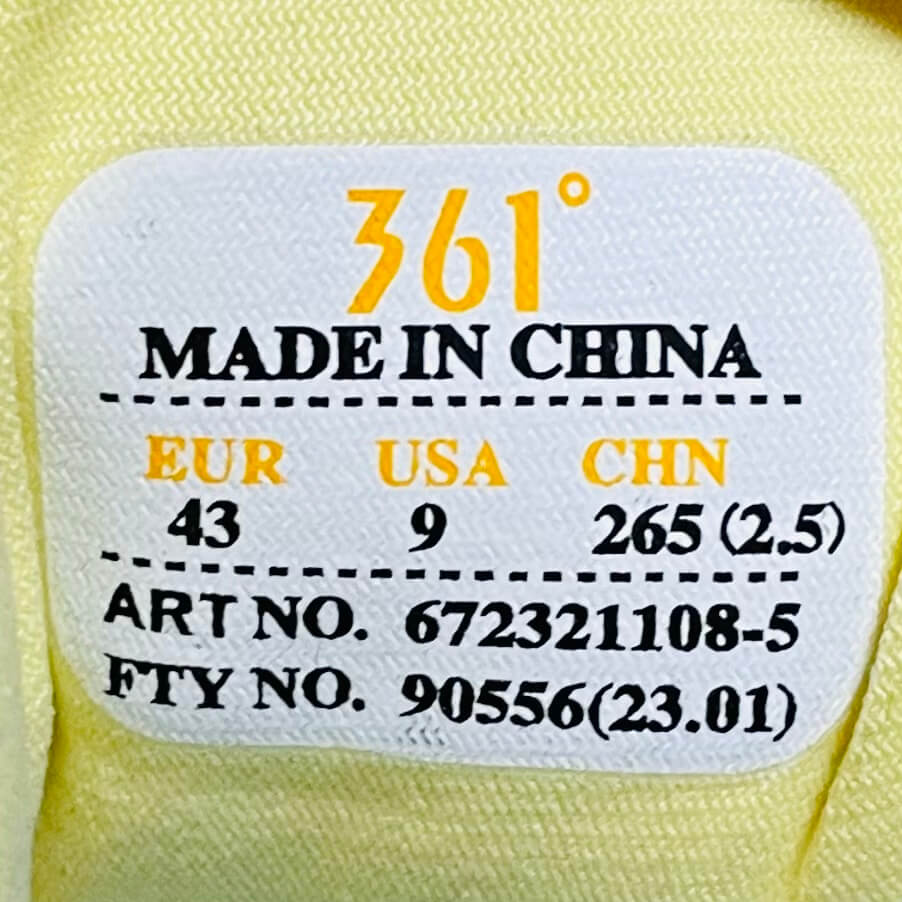 361°
MADE IN CHINA
EUR USA CHN
43 9 265 (2.5)
ART NO. 672321108-5
FTY NO. 90556(23.01)